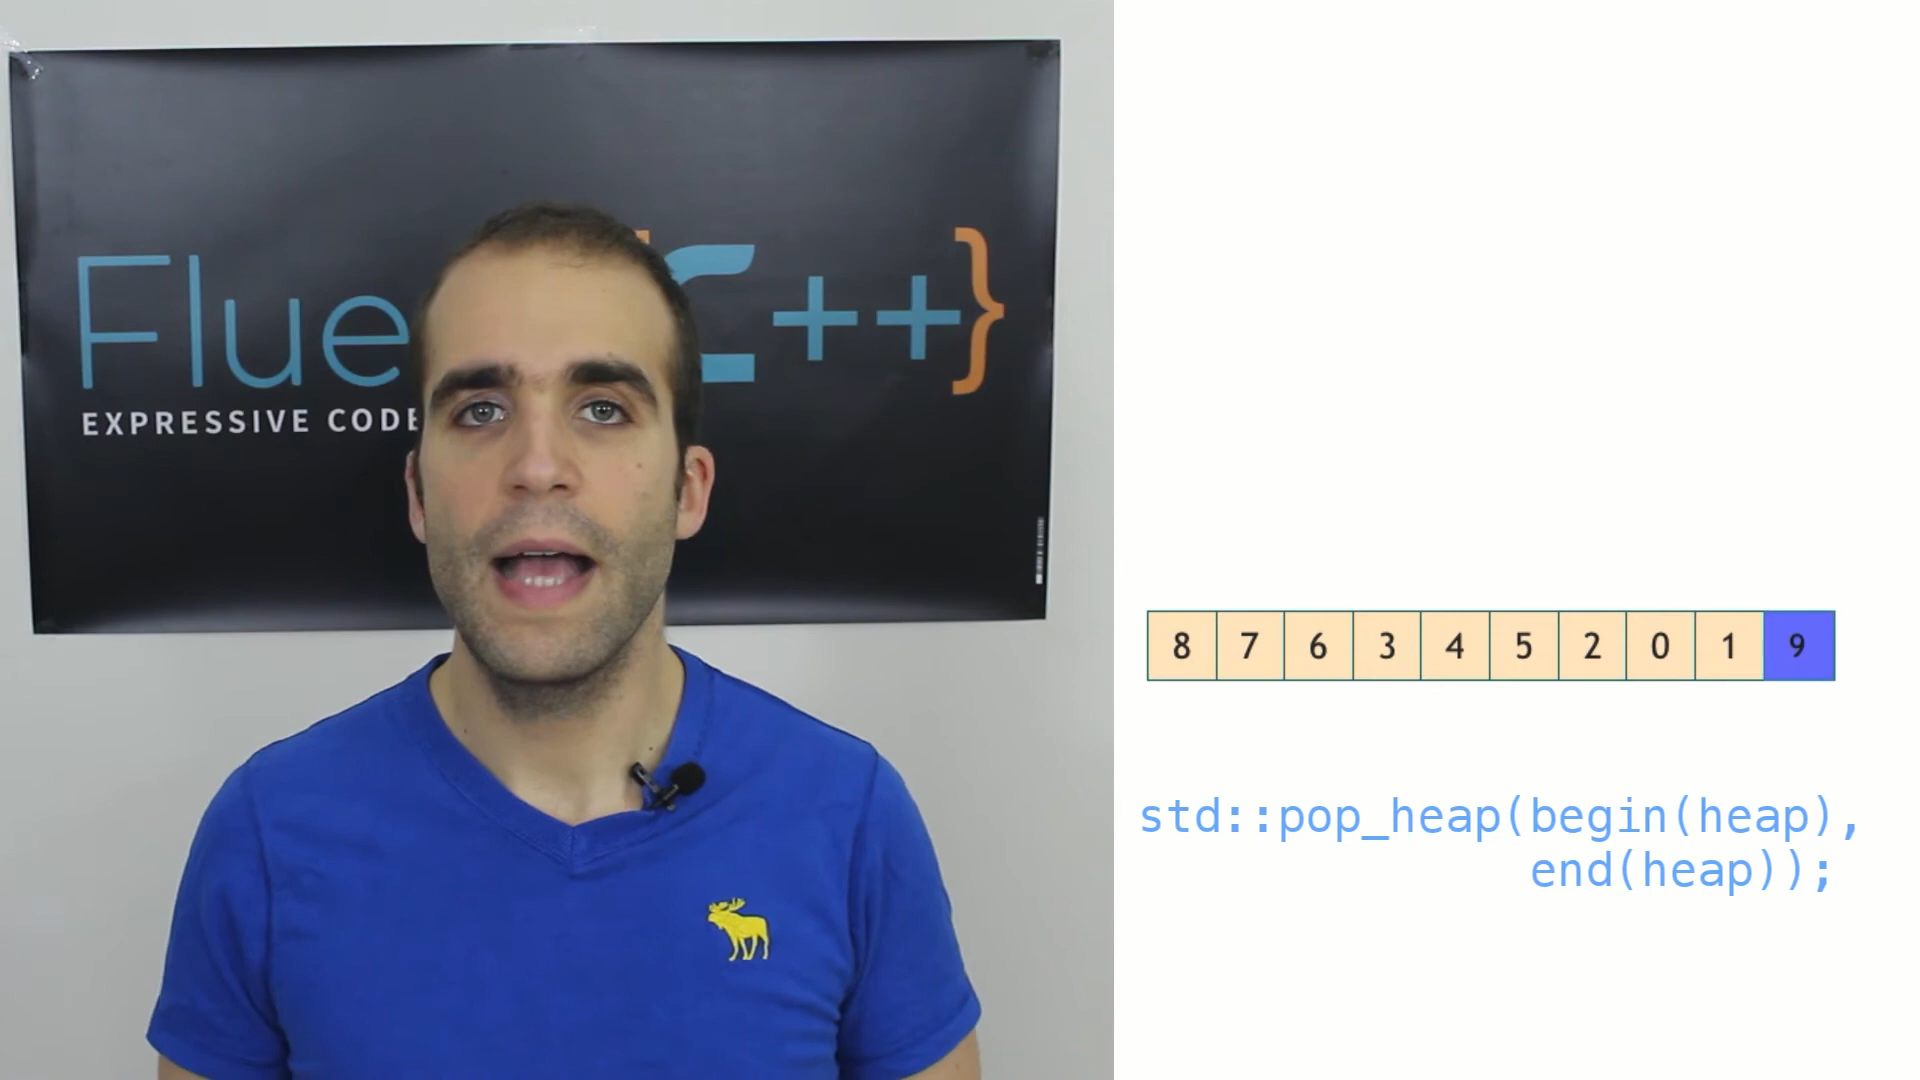 Flue C++}
EXPRESSIVE CODE
8 7 6 3 4 5 2 0 1 9
std::pop_heap(begin(heap),
end(heap));